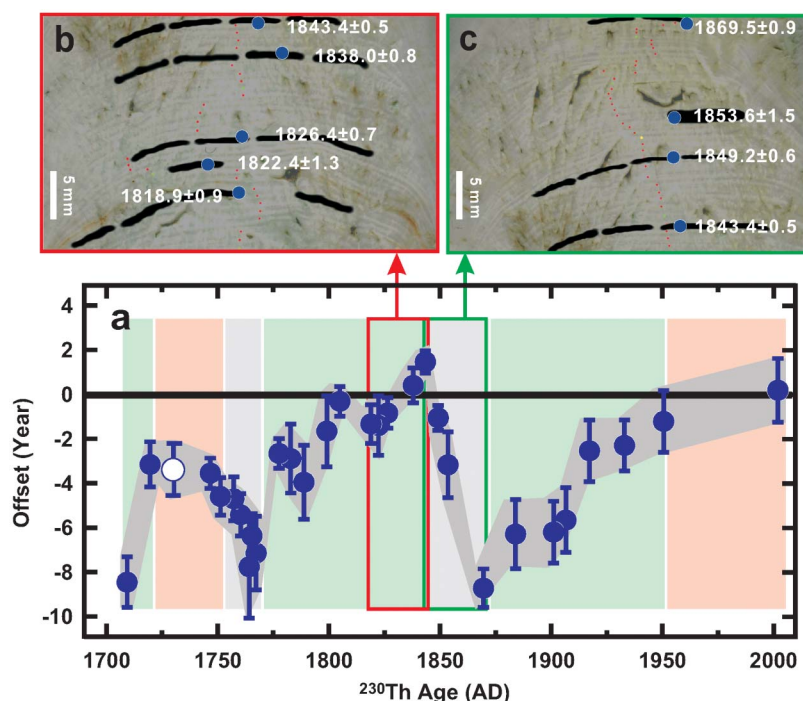 b
1843.4±0.5
1838.0±0.8
1826.4±0.7
1822.4±1.3
1818.9±0.9
5 mm
c
1869.5±0.9
1853.6±1.5
1849.2±0.6
1843.4±0.5
5 mm
a
4
2
0
-2
-4
-6
-8
-10
Offset (Year)
1700 1750 1800 1850 1900 1950 2000
²³⁰Th Age (AD)